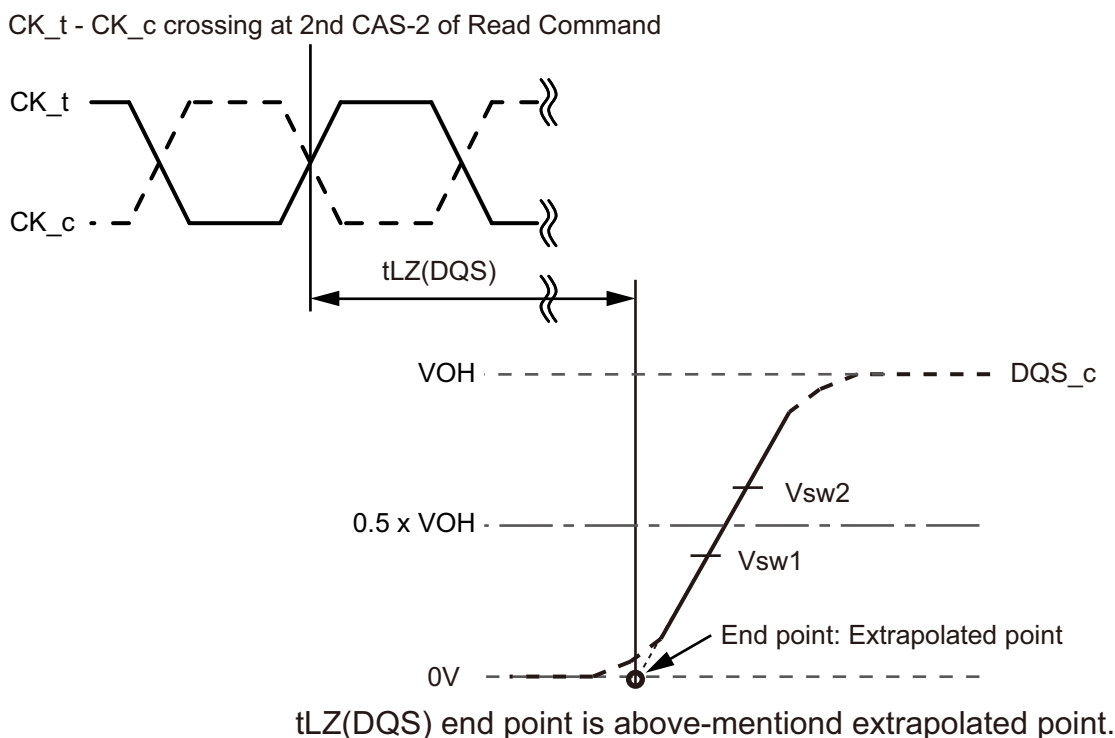 CK_t - CK_c crossing at 2nd CAS-2 of Read Command
CK_t
CK_c
tLZ(DQS)
VOH
DQS_c
Vsw2
0.5 x VOH
Vsw1
End point: Extrapolated point
0V
tLZ(DQS) end point is above-mentiond extrapolated point.